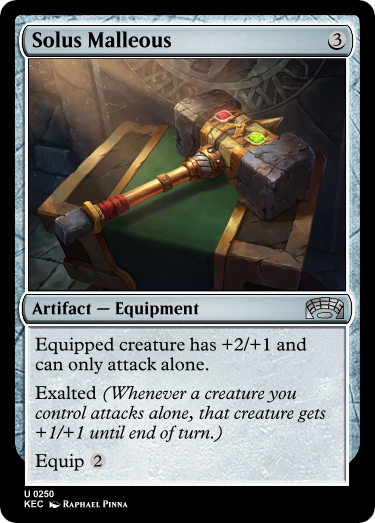 Solus Malleous 3
Artifact — Equipment
Equipped creature has +2/+1 and
can only attack alone.
Exalted (Whenever a creature you
control attacks alone, that creature gets
+1/+1 until end of turn.)
Equip 2
U 0250
KEC Raphael Pinna